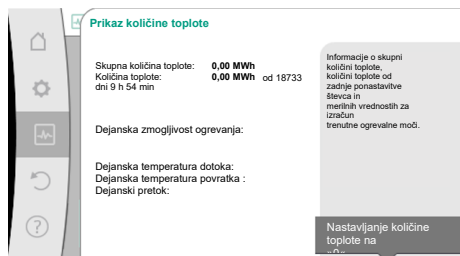 Prikaz količine toplote
Skupna količina toplote: 0,00 MWh
Količina toplote: 0,00 MWh od 18733
dni 9 h 54 min
Dejanska zmogljivost ogrevanja:
Dejanska temperatura dotoka:
Dejanska temperatura povratka :
Dejanski pretok:
Informacije o skupni
količini toplote,
količini toplote od
zadnje ponastavitve
števca in
merilnih vrednostih za
izračun
trenutne ogrevalne moči.
Nastavljanje količine
toplote na
»0«
?